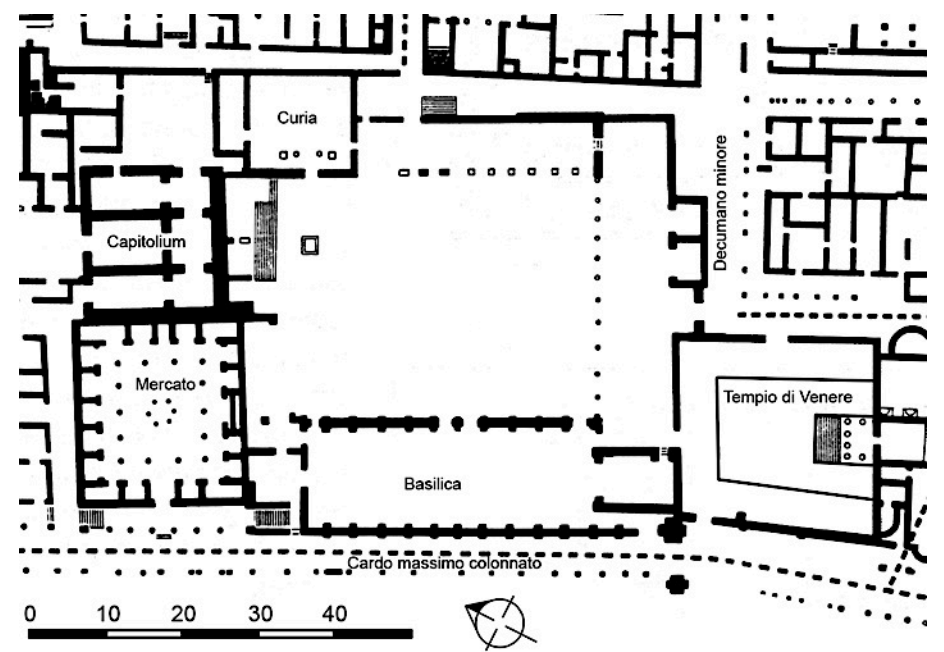 Curia
Decumano minore
Capitolium
Mercato
Tempio di Venere
Basilica
Cardo massimo colonnato
0 10 20 30 40